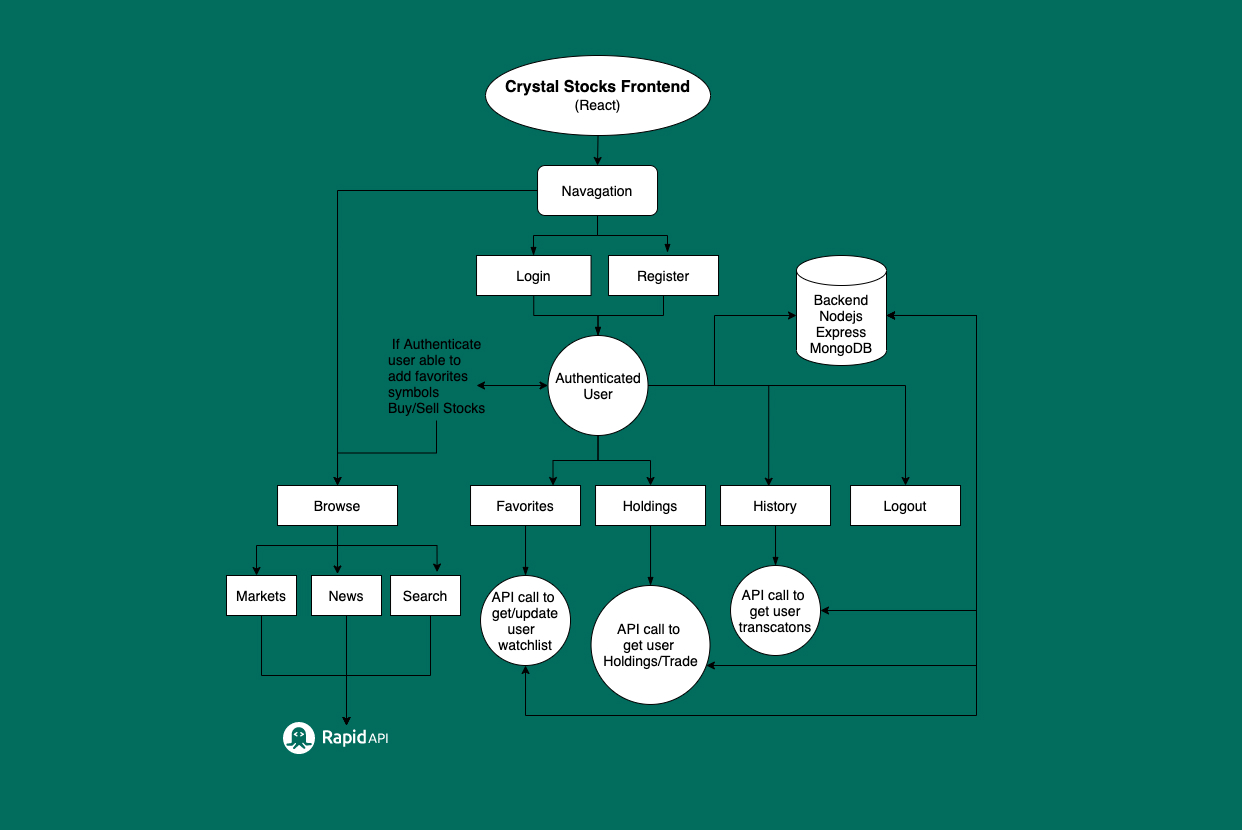 Crystal Stocks Frontend
(React)
Navagation
Login
Register
Backend
Nodejs
Express
MongoDB
If Authenticate
user able to
add favorites
symbols
Buy/Sell Stocks
Authenticated
User
Browse
Favorites
Holdings
History
Logout
Markets
News
Search
API call to
get/update
user
watchlist
API call to
get user
Holdings/Trade
API call to
get user
transcatons
Rapid API